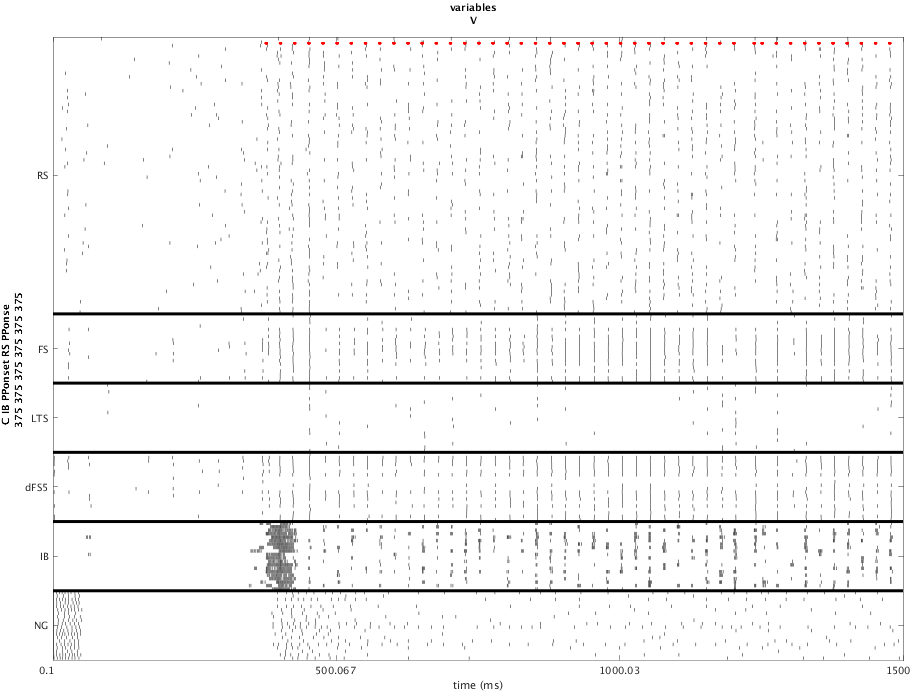 variables
V
RS
FS
LTS
dFS5
IB
NG
C IB PPonset RS PPonse
375 375 375 375 375 375
0.1
500.067
1000.03
1500
time (ms)